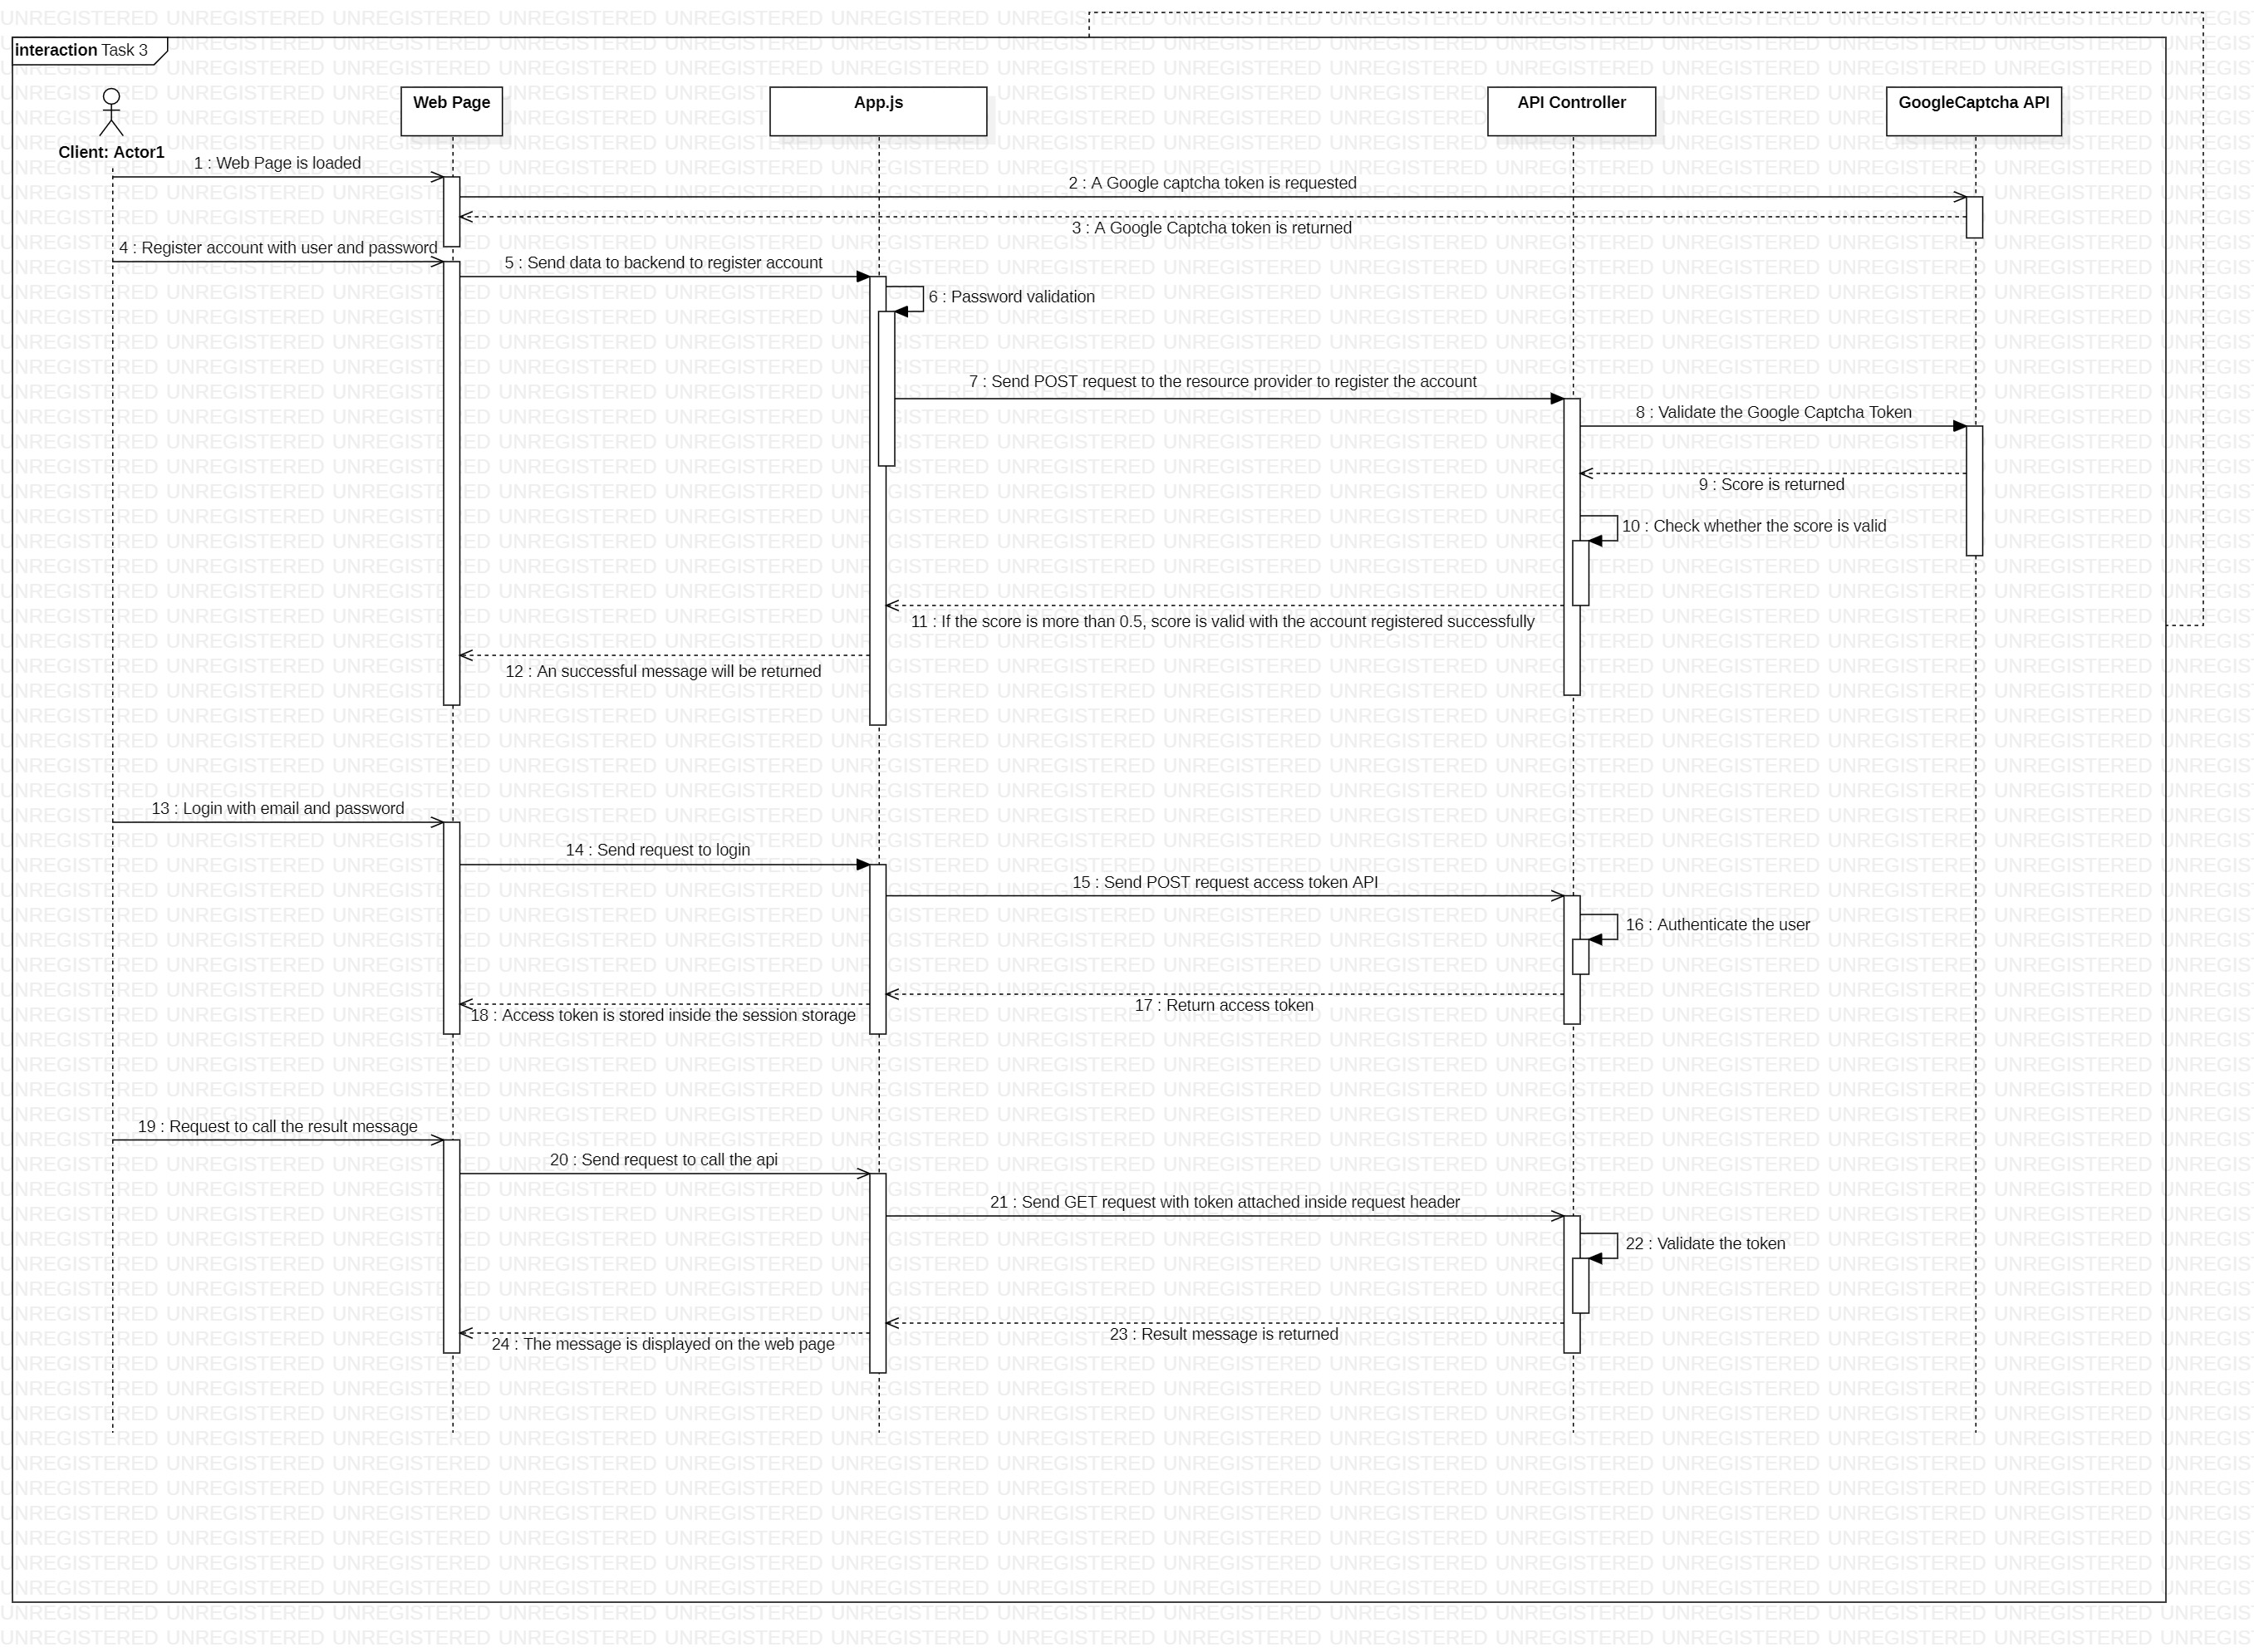 interaction Task 3
Client: Actor1
Web Page
App.js
API Controller
GoogleCaptcha API
1 : Web Page is loaded
2 : A Google captcha token is requested
3 : A Google Captcha token is returned
4 : Register account with user and password
5 : Send data to backend to register account
6 : Password validation
7 : Send POST request to the resource provider to register the account
8 : Validate the Google Captcha Token
9 : Score is returned
10 : Check whether the score is valid
11 : If the score is more than 0.5, score is valid with the account registered successfully
12 : An successful message will be returned
13 : Login with email and password
14 : Send request to login
15 : Send POST request access token API
16 : Authenticate the user
17 : Return access token
18 : Access token is stored inside the session storage
19 : Request to call the result message
20 : Send request to call the api
21 : Send GET request with token attached inside request header
22 : Validate the token
23 : Result message is returned
24 : The message is displayed on the web page
UNREGISTERED